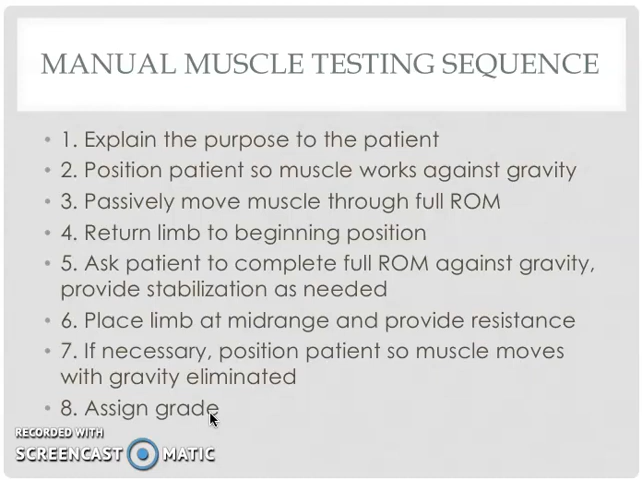 MANUAL MUSCLE TESTING SEQUENCE
• 1. Explain the purpose to the patient
• 2. Position patient so muscle works against gravity
• 3. Passively move muscle through full ROM
• 4. Return limb to beginning position
• 5. Ask patient to complete full ROM against gravity,
provide stabilization as needed
• 6. Place limb at midrange and provide resistance
• 7. If necessary, position patient so muscle moves
with gravity eliminated
• 8. Assign grade
RECORDED WITH
SCREENCAST MATIC